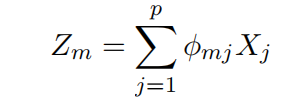 $Z_m = \sum_{j=1}^{p} \phi_{mj} X_j$